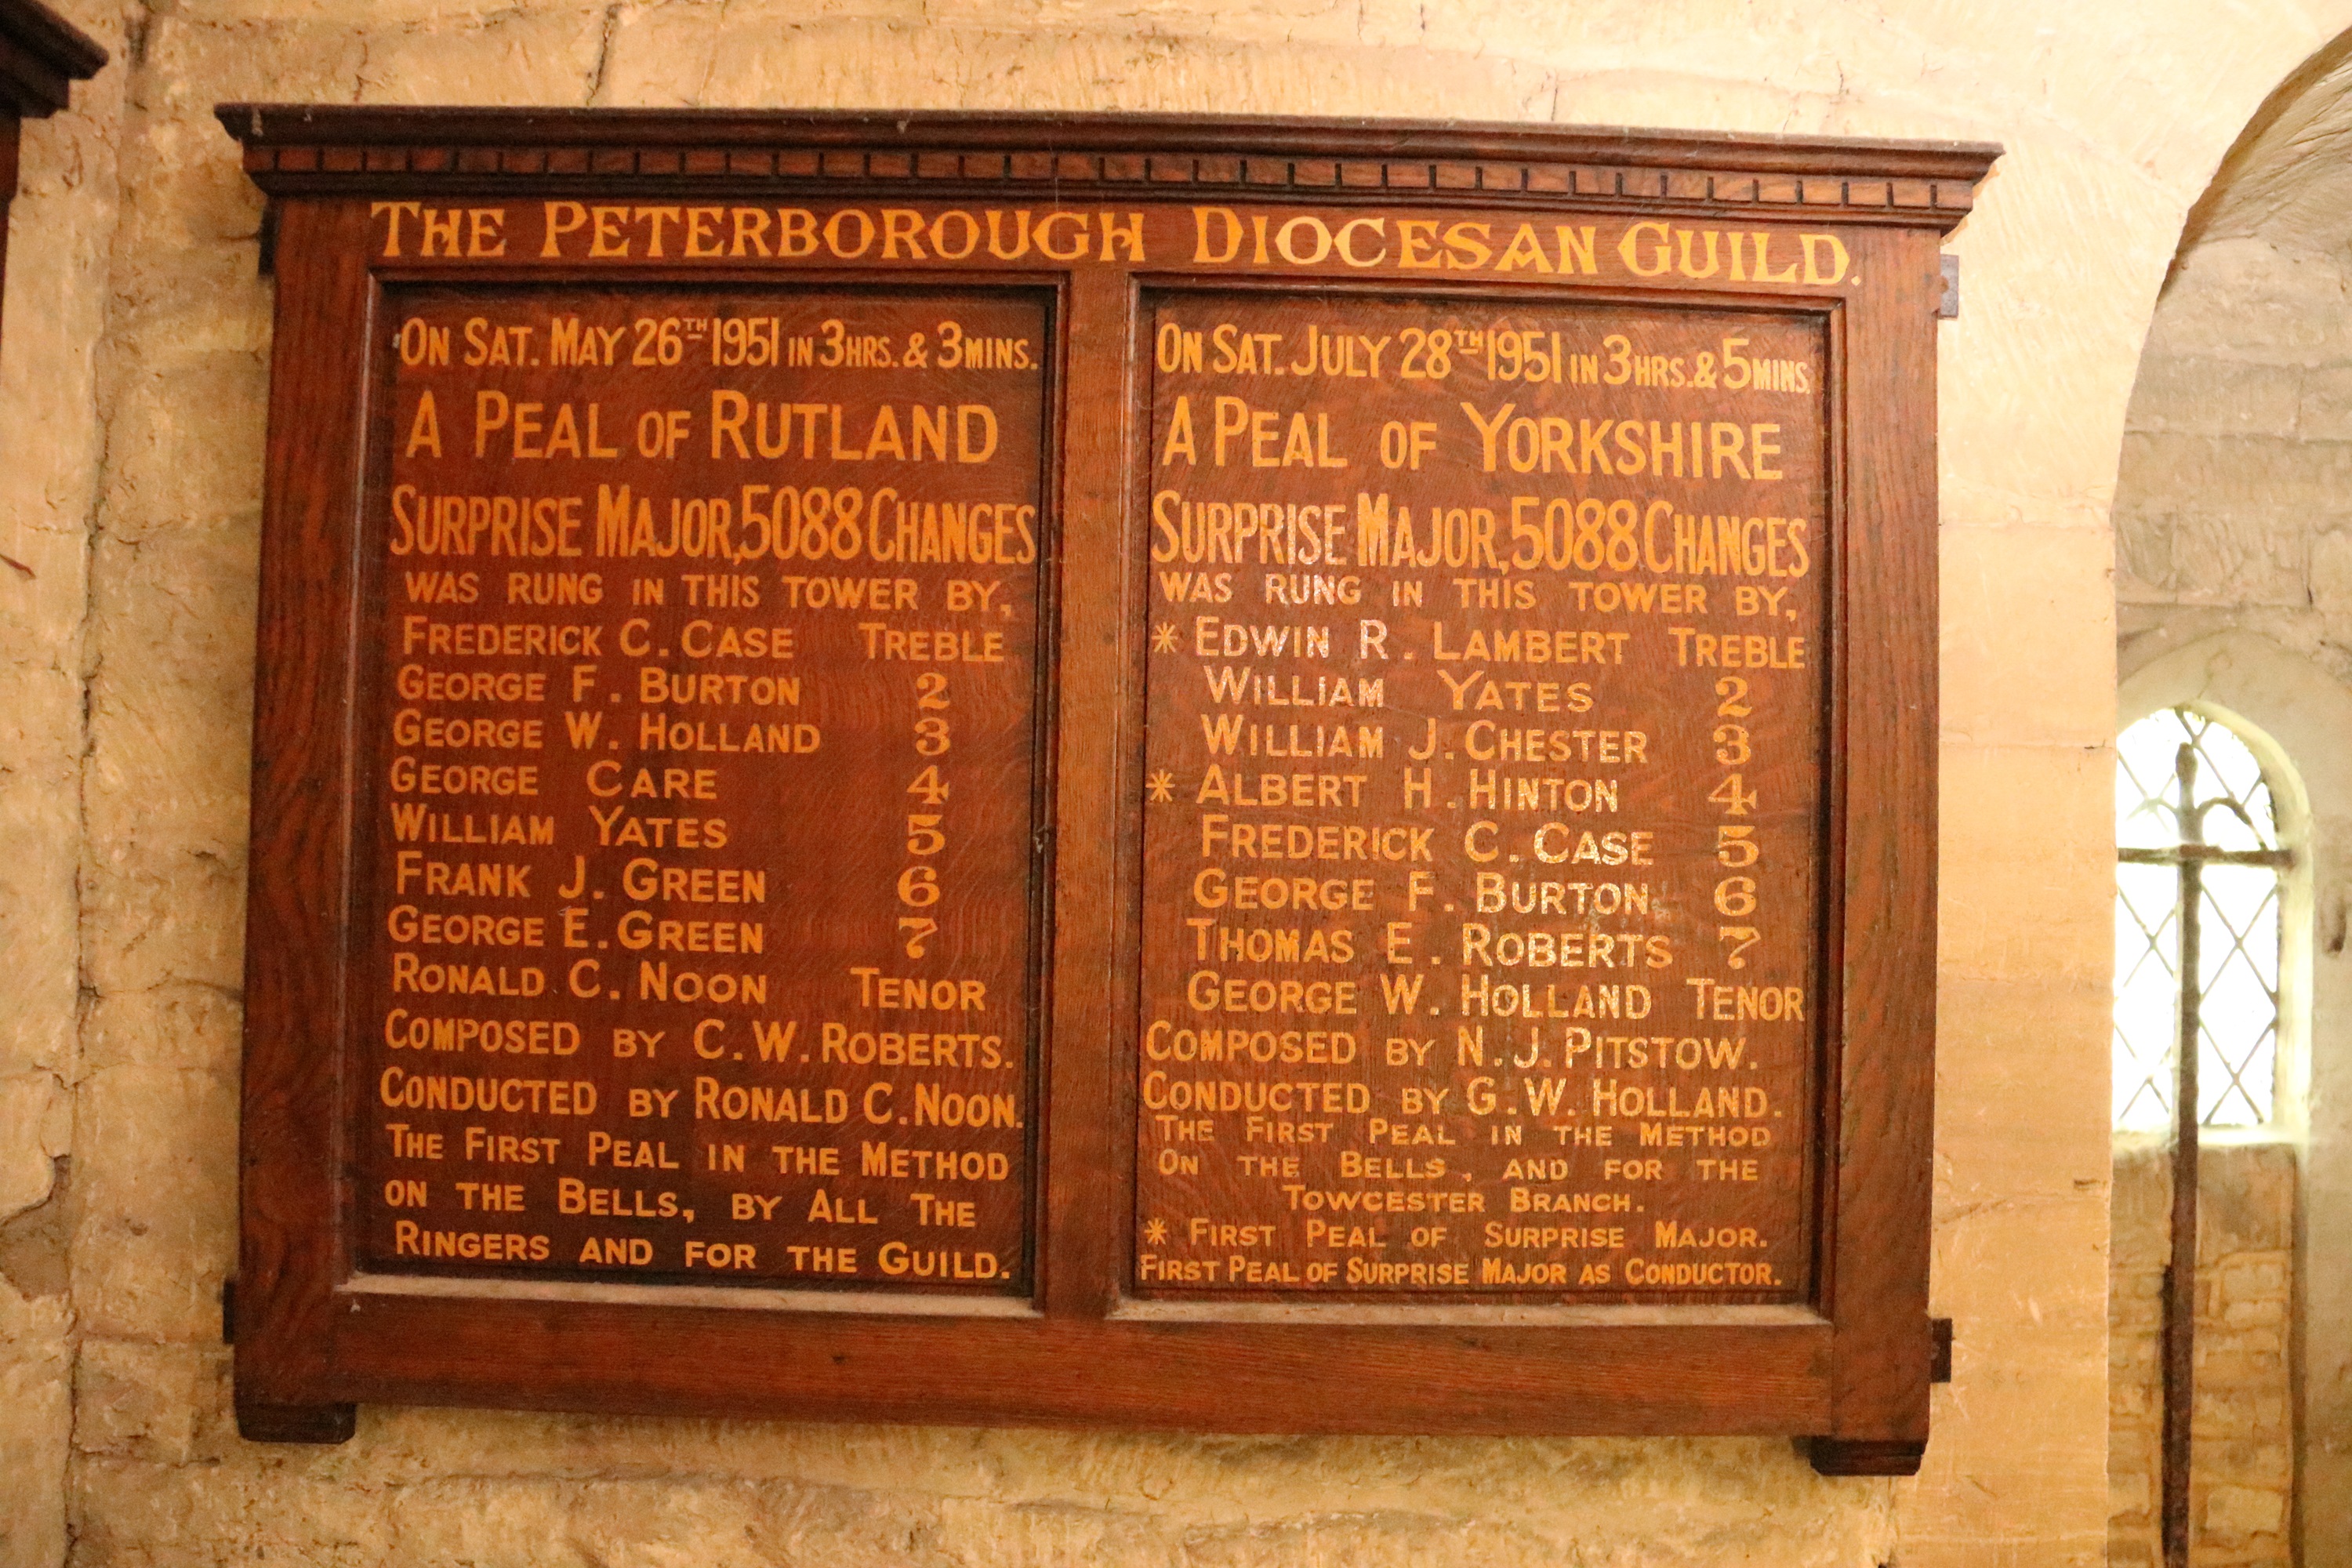 THE PETERBOROUGH DIOCESAN GUILD.
ON SAT. MAY 26TH 1951 IN 3HRS. & 3MINS.
A PEAL OF RUTLAND
SURPRISE MAJOR, 5088 CHANGES
WAS RUNG IN THIS TOWER BY,
FREDERICK C. CASE TREBLE
GEORGE F. BURTON 2
GEORGE W. HOLLAND 3
GEORGE CARE 4
WILLIAM YATES 5
FRANK J. GREEN 6
GEORGE E. GREEN 7
RONALD C. NOON TENOR
COMPOSED BY C. W. ROBERTS.
CONDUCTED BY RONALD C. NOON.
THE FIRST PEAL IN THE METHOD
ON THE BELLS, BY ALL THE
RINGERS AND FOR THE GUILD.
ON SAT. JULY 28TH 1951 IN 3HRS. & 5MINS.
A PEAL OF YORKSHIRE
SURPRISE MAJOR, 5088 CHANGES
WAS RUNG IN THIS TOWER BY,
* EDWIN R. LAMBERT TREBLE
WILLIAM YATES 2
WILLIAM J. CHESTER 3
* ALBERT H. HINTON 4
FREDERICK C. CASE 5
GEORGE F. BURTON 6
THOMAS E. ROBERTS 7
GEORGE W. HOLLAND TENOR
COMPOSED BY N. J. PITSTOW.
CONDUCTED BY G. W. HOLLAND.
THE FIRST PEAL IN THE METHOD
ON THE BELLS, AND FOR THE
TOWCESTER BRANCH.
* FIRST PEAL OF SURPRISE MAJOR.
FIRST PEAL OF SURPRISE MAJOR AS CONDUCTOR.